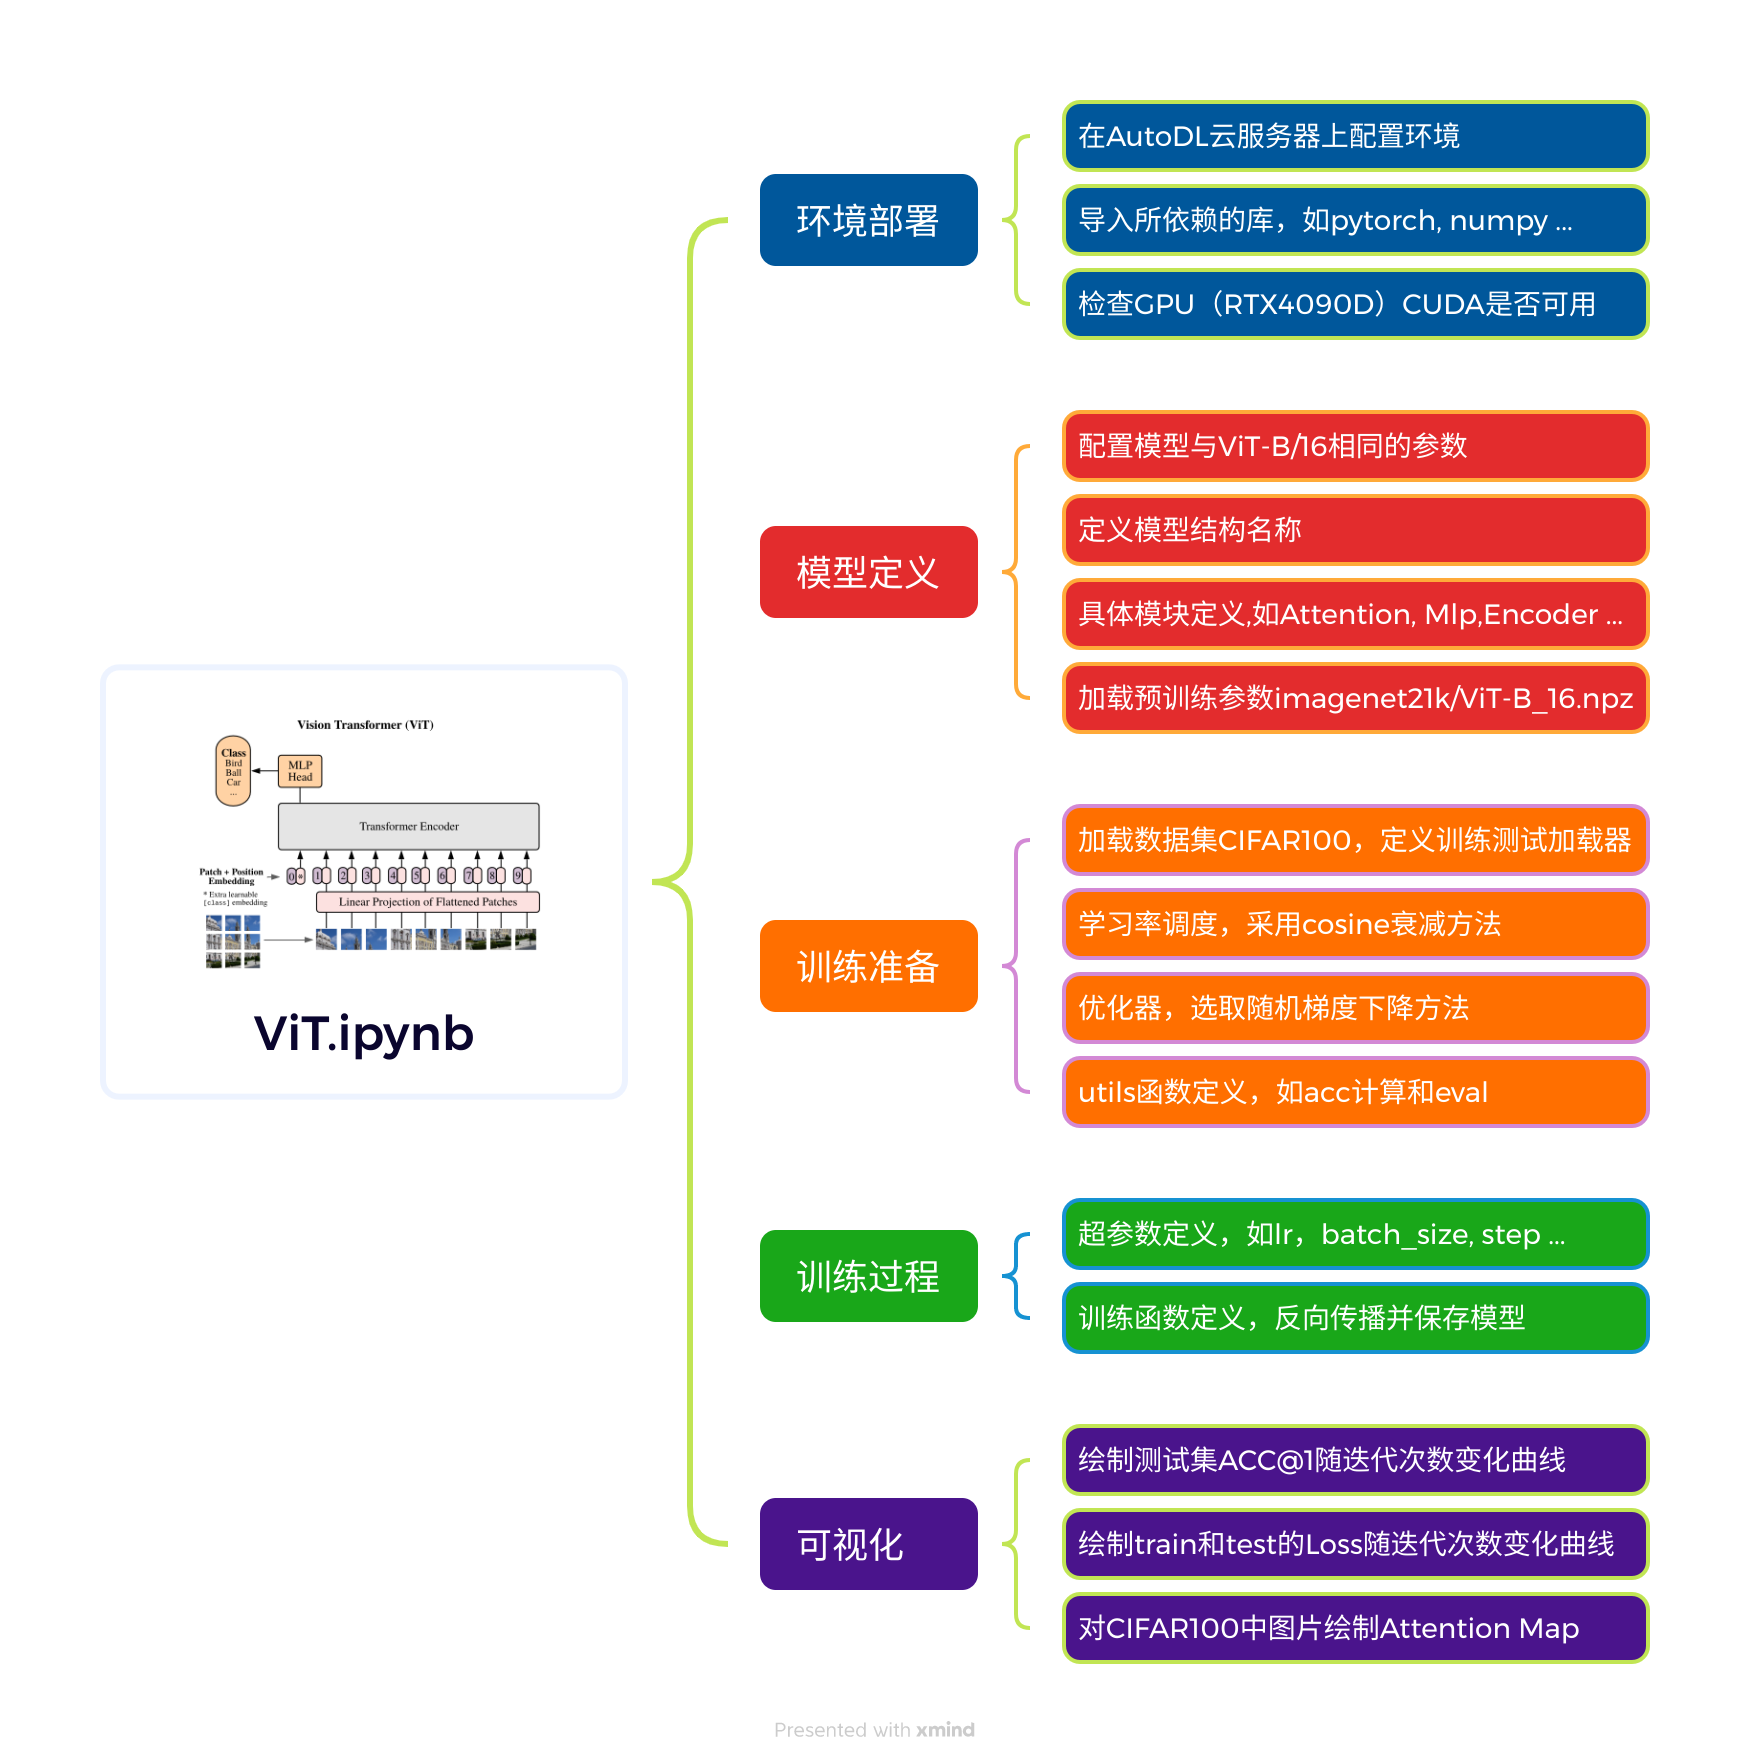 Vision Transformer (ViT)
Class
Bird
Ball
Car
...
MLP
Head
Transformer Encoder
Patch + Position
Embedding
0 * 1 2 3 4 5 6 7 8 9
* Extra learnable
[class] embedding
Linear Projection of Flattened Patches
ViT.ipynb
环境部署
在AutoDL云服务器上配置环境
导入所依赖的库，如pytorch, numpy ...
检查GPU（RTX4090D）CUDA是否可用
模型定义
配置模型与ViT-B/16相同的参数
定义模型结构名称
具体模块定义,如Attention, Mlp,Encoder ...
加载预训练参数imagenet21k/ViT-B_16.npz
训练准备
加载数据集CIFAR100，定义训练测试加载器
学习率调度，采用cosine衰减方法
优化器，选取随机梯度下降方法
utils函数定义，如acc计算和eval
训练过程
超参数定义，如lr，batch_size, step ...
训练函数定义，反向传播并保存模型
可视化
绘制测试集ACC@1随迭代次数变化曲线
绘制train和test的Loss随迭代次数变化曲线
对CIFAR100中图片绘制Attention Map
Presented with xmind